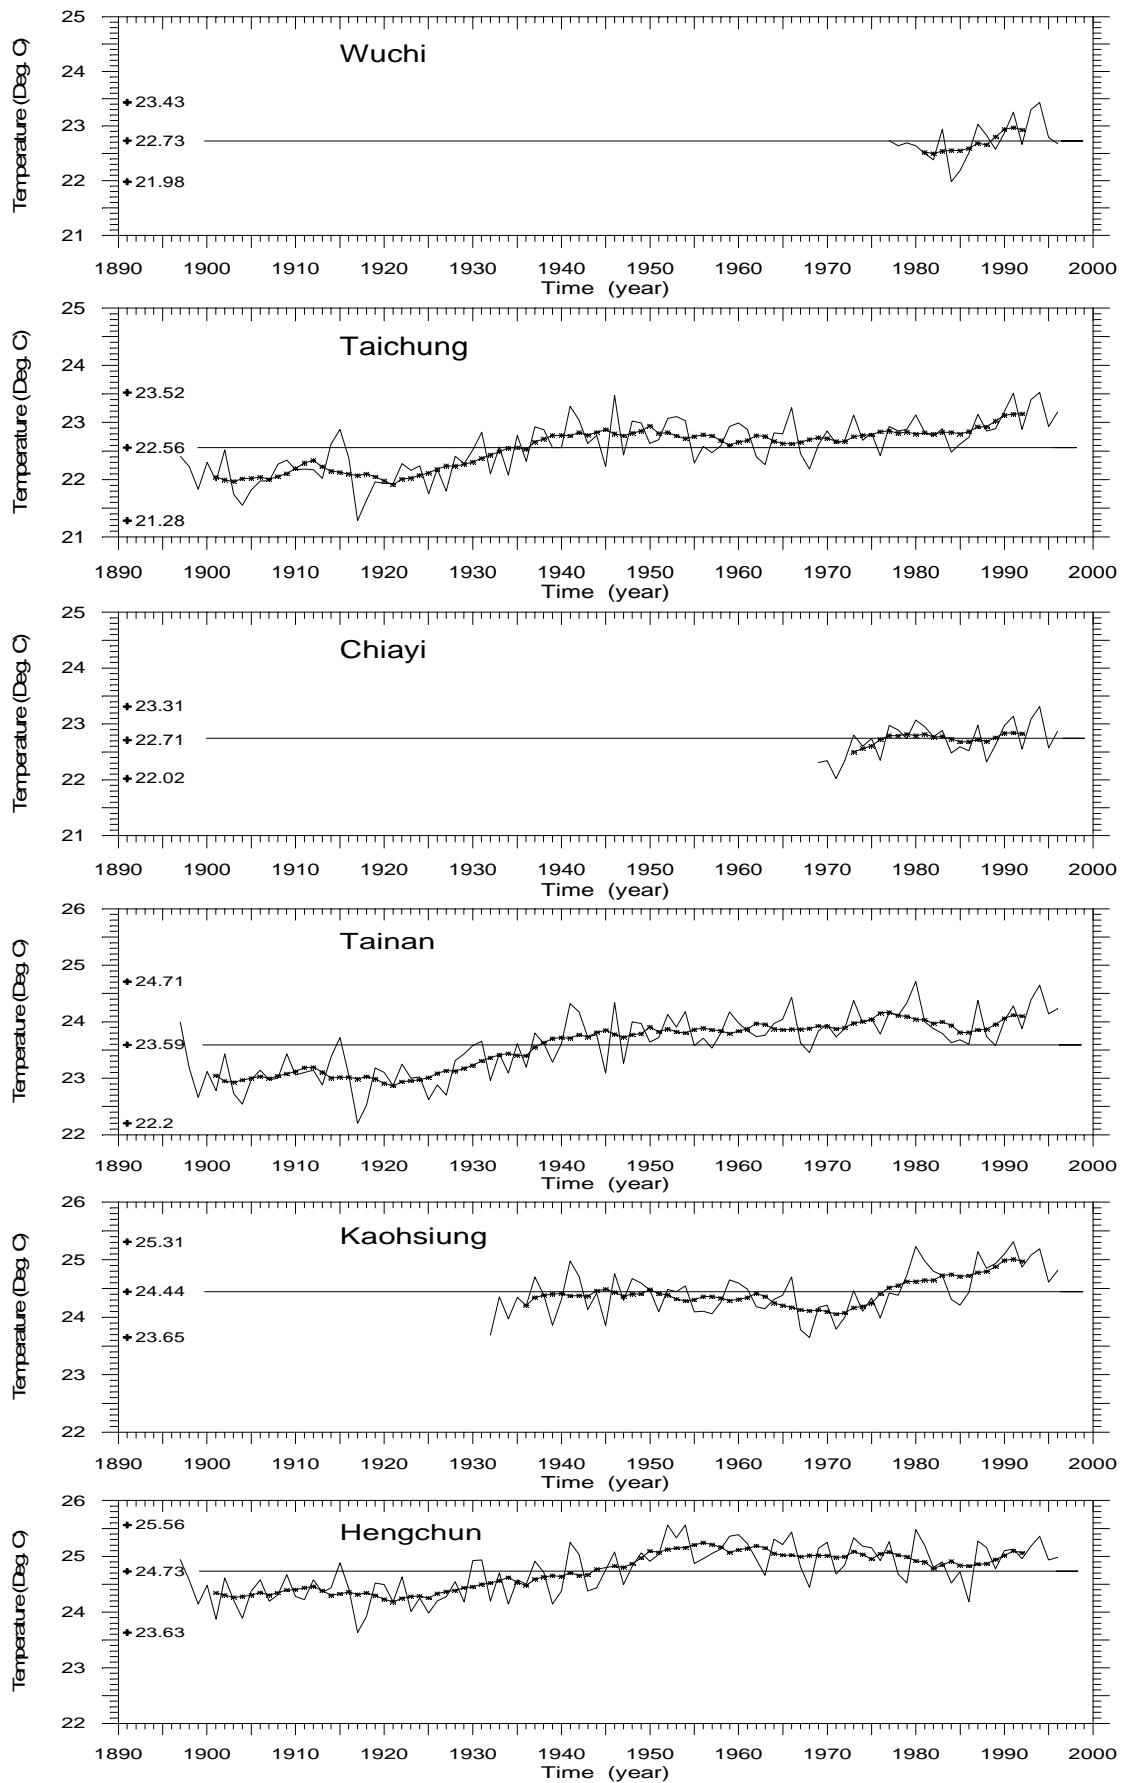 25
Wuchi
24
23.43
23
22.73
22
21.98
21
Temperature (Deg. C)
1890 1900 1910 1920 1930 1940 1950 1960 1970 1980 1990 2000
Time (year)
25
Taichung
24
23.52
23
22.56
22
21.28
21
Temperature (Deg. C)
1890 1900 1910 1920 1930 1940 1950 1960 1970 1980 1990 2000
Time (year)
25
Chiayi
24
23.31
23
22.71
22
22.02
21
Temperature (Deg. C)
1890 1900 1910 1920 1930 1940 1950 1960 1970 1980 1990 2000
Time (year)
26
Tainan
25
24.71
24
23.59
23
22.2
22
Temperature (Deg. C)
1890 1900 1910 1920 1930 1940 1950 1960 1970 1980 1990 2000
Time (year)
26
Kaohsiung
25.31
25
24.44
24
23.65
23
22
Temperature (Deg. C)
1890 1900 1910 1920 1930 1940 1950 1960 1970 1980 1990 2000
Time (year)
26
Hengchun
25.56
25
24.73
24
23.63
23
22
Temperature (Deg. C)
1890 1900 1910 1920 1930 1940 1950 1960 1970 1980 1990 2000
Time (year)